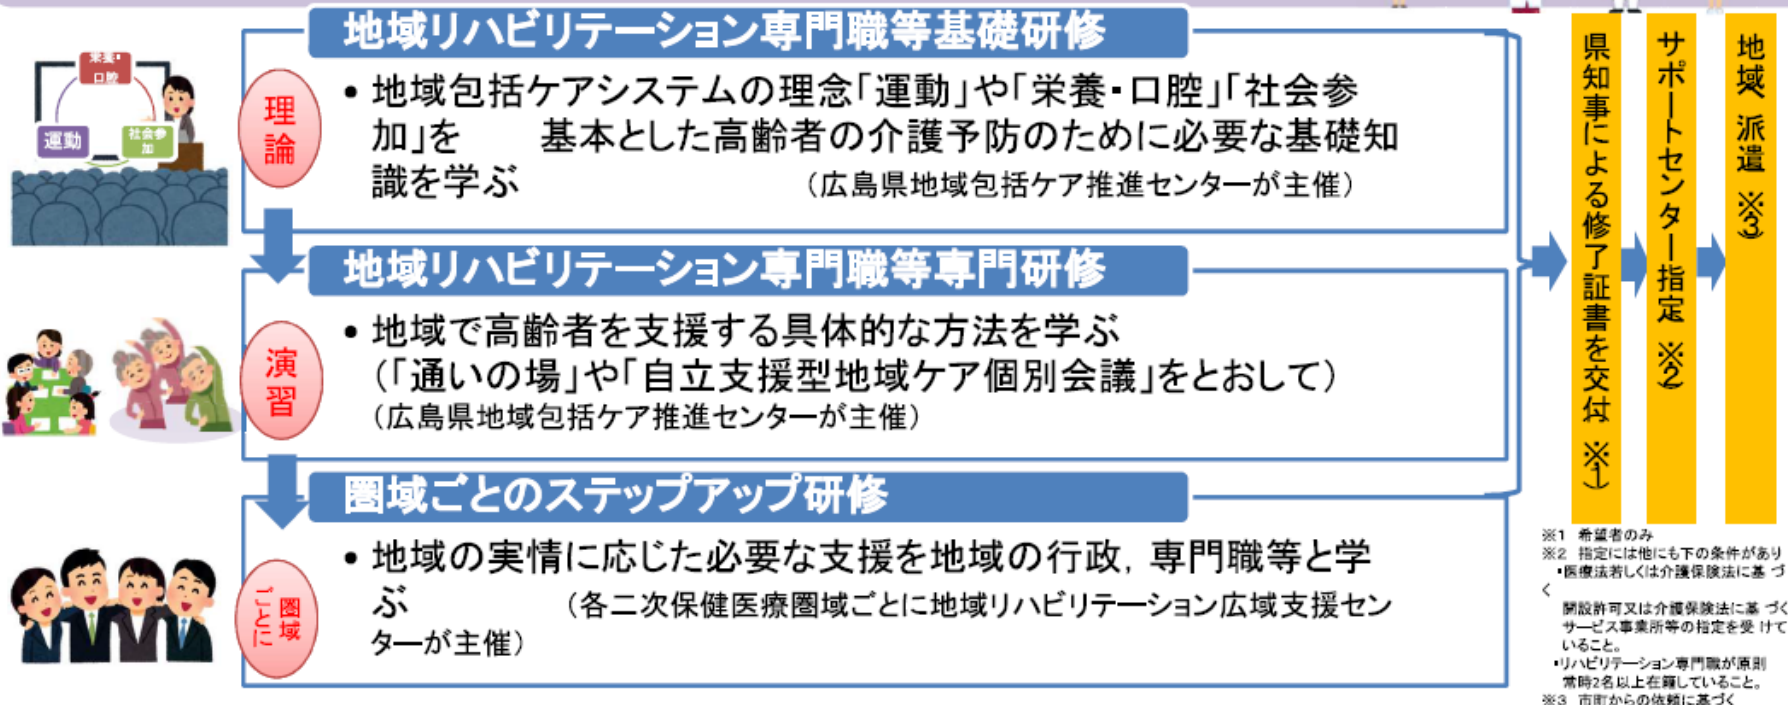 地域リハビリテーション専門職等基礎研修
栄養・
口腔
運動
社会参
加
理
論
• 地域包括ケアシステムの理念「運動」や「栄養・口腔」「社会参
加」を　　基本とした高齢者の介護予防のために必要な基礎知
識を学ぶ　　　　　　　（広島県地域包括ケア推進センターが主催）
地域リハビリテーション専門職等専門研修
演
習
• 地域で高齢者を支援する具体的な方法を学ぶ
（「通いの場」や「自立支援型地域ケア個別会議」をとおして）
（広島県地域包括ケア推進センターが主催）
圏域ごとのステップアップ研修
圏域
ごとに
• 地域の実情に応じた必要な支援を地域の行政，専門職等と学
ぶ　　　　（各二次保健医療圏域ごとに地域リハビリテーション広域支援セン
ターが主催）
県知事による修了証書を交付（※1）
サポートセンター指定（※2）
地域へ派遣（※3）
※1　希望者のみ
※2　指定には他にも下の条件があり
・医療法若しくは介護保険法に基 づ
く
開設許可又は介護保険法に基 づく
サービス事業所等の指定を受 けて
いること。
・リハビリテーション専門職が原則
常時2名以上在籍していること。
※3　市町からの依頼に基づく